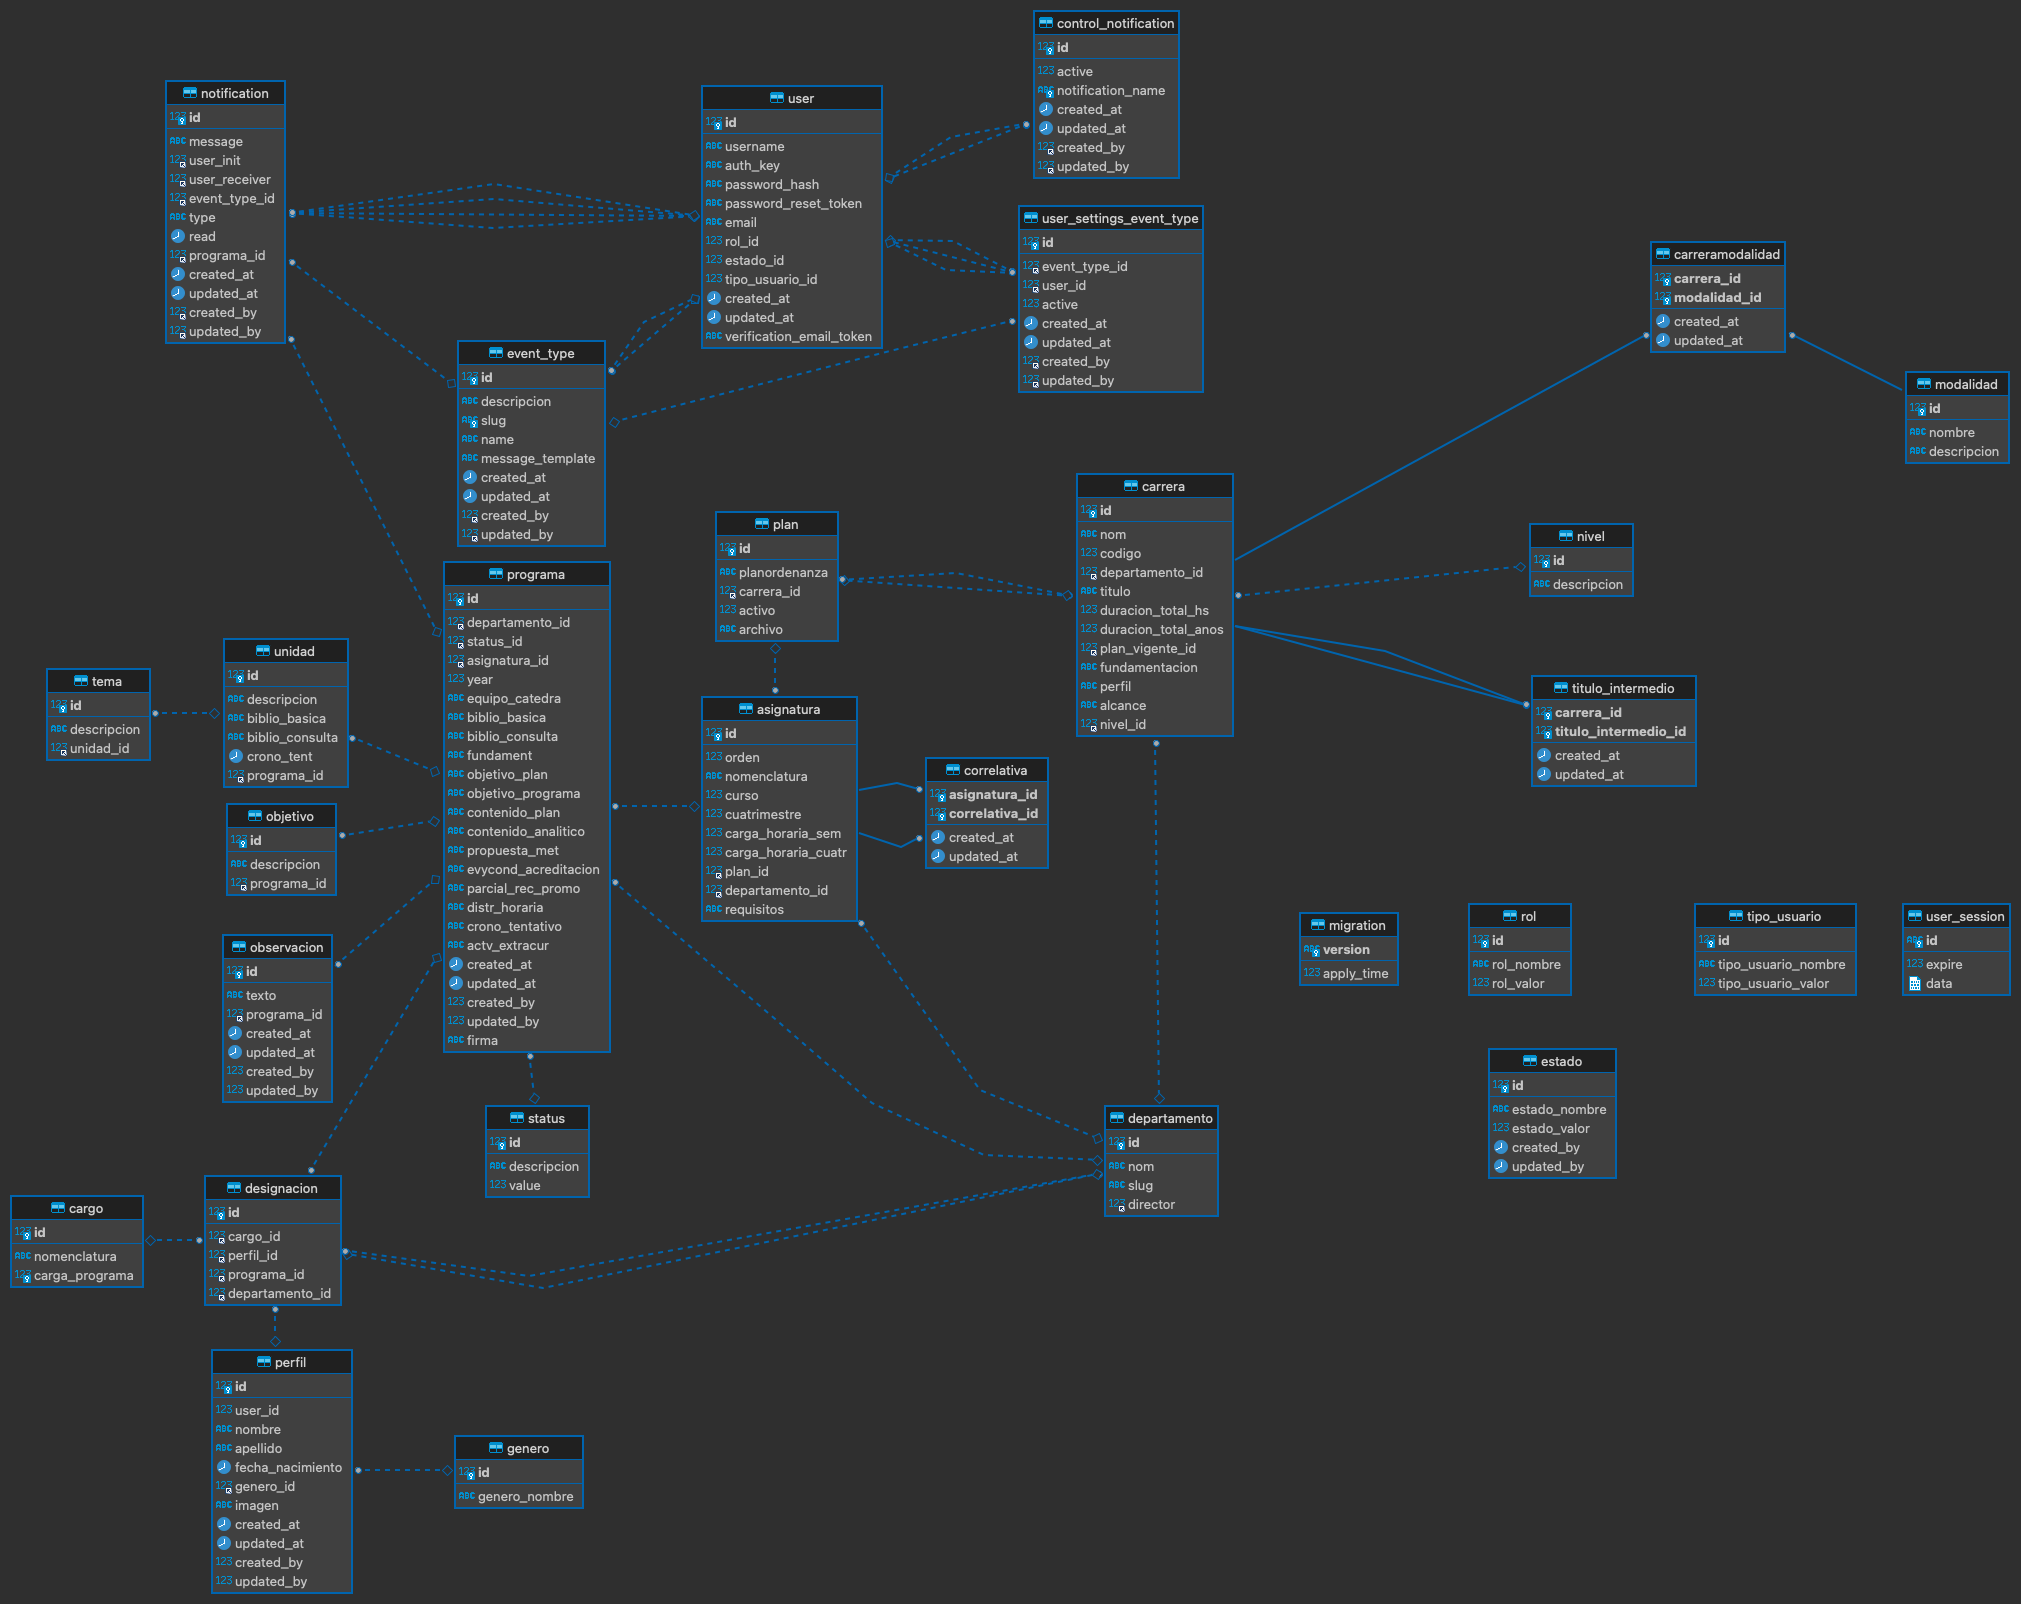 control_notification
id
active
notification_name
created_at
updated_at
created_by
updated_by
notification
id
message
user_init
user_receiver
event_type_id
type
read
programa_id
created_at
updated_at
created_by
updated_by
user
id
username
auth_key
password_hash
password_reset_token
email
rol_id
estado_id
tipo_usuario_id
created_at
updated_at
verification_email_token
user_settings_event_type
id
event_type_id
user_id
active
created_at
updated_at
created_by
updated_by
carreramodalidad
carrera_id
modalidad_id
created_at
updated_at
event_type
id
descripcion
slug
name
message_template
created_at
updated_at
created_by
updated_by
modalidad
id
nombre
descripcion
carrera
id
nom
codigo
departamento_id
titulo
duracion_total_hs
duracion_total_anos
plan_vigente_id
fundamentacion
perfil
alcance
nivel_id
plan
id
planordenanza
carrera_id
activo
archivo
nivel
id
descripcion
programa
id
departamento_id
status_id
asignatura_id
year
equipo_catedra
biblio_basica
biblio_consulta
fundament
objetivo_plan
objetivo_programa
contenido_plan
contenido_analitico
propuesta_met
evycond_acreditacion
parcial_rec_promo
distr_horaria
crono_tentativo
actv_extracur
created_at
updated_at
created_by
updated_by
firma
unidad
id
descripcion
biblio_basica
biblio_consulta
crono_tent
programa_id
tema
id
descripcion
unidad_id
titulo_intermedio
carrera_id
titulo_intermedio_id
created_at
updated_at
asignatura
id
orden
nomenclatura
curso
cuatrimestre
carga_horaria_sem
carga_horaria_cuatr
plan_id
departamento_id
requisitos
correlativa
asignatura_id
correlativa_id
created_at
updated_at
objetivo
id
descripcion
programa_id
observacion
id
texto
programa_id
created_at
updated_at
created_by
updated_by
migration
version
apply_time
rol
id
rol_nombre
rol_valor
tipo_usuario
id
tipo_usuario_nombre
tipo_usuario_valor
user_session
id
expire
data
estado
id
estado_nombre
estado_valor
created_by
updated_by
status
id
descripcion
value
departamento
id
nom
slug
director
designacion
id
cargo_id
perfil_id
programa_id
departamento_id
cargo
id
nomenclatura
carga_programa
perfil
id
user_id
nombre
apellido
fecha_nacimiento
genero_id
imagen
created_at
updated_at
created_by
updated_by
genero
id
genero_nombre